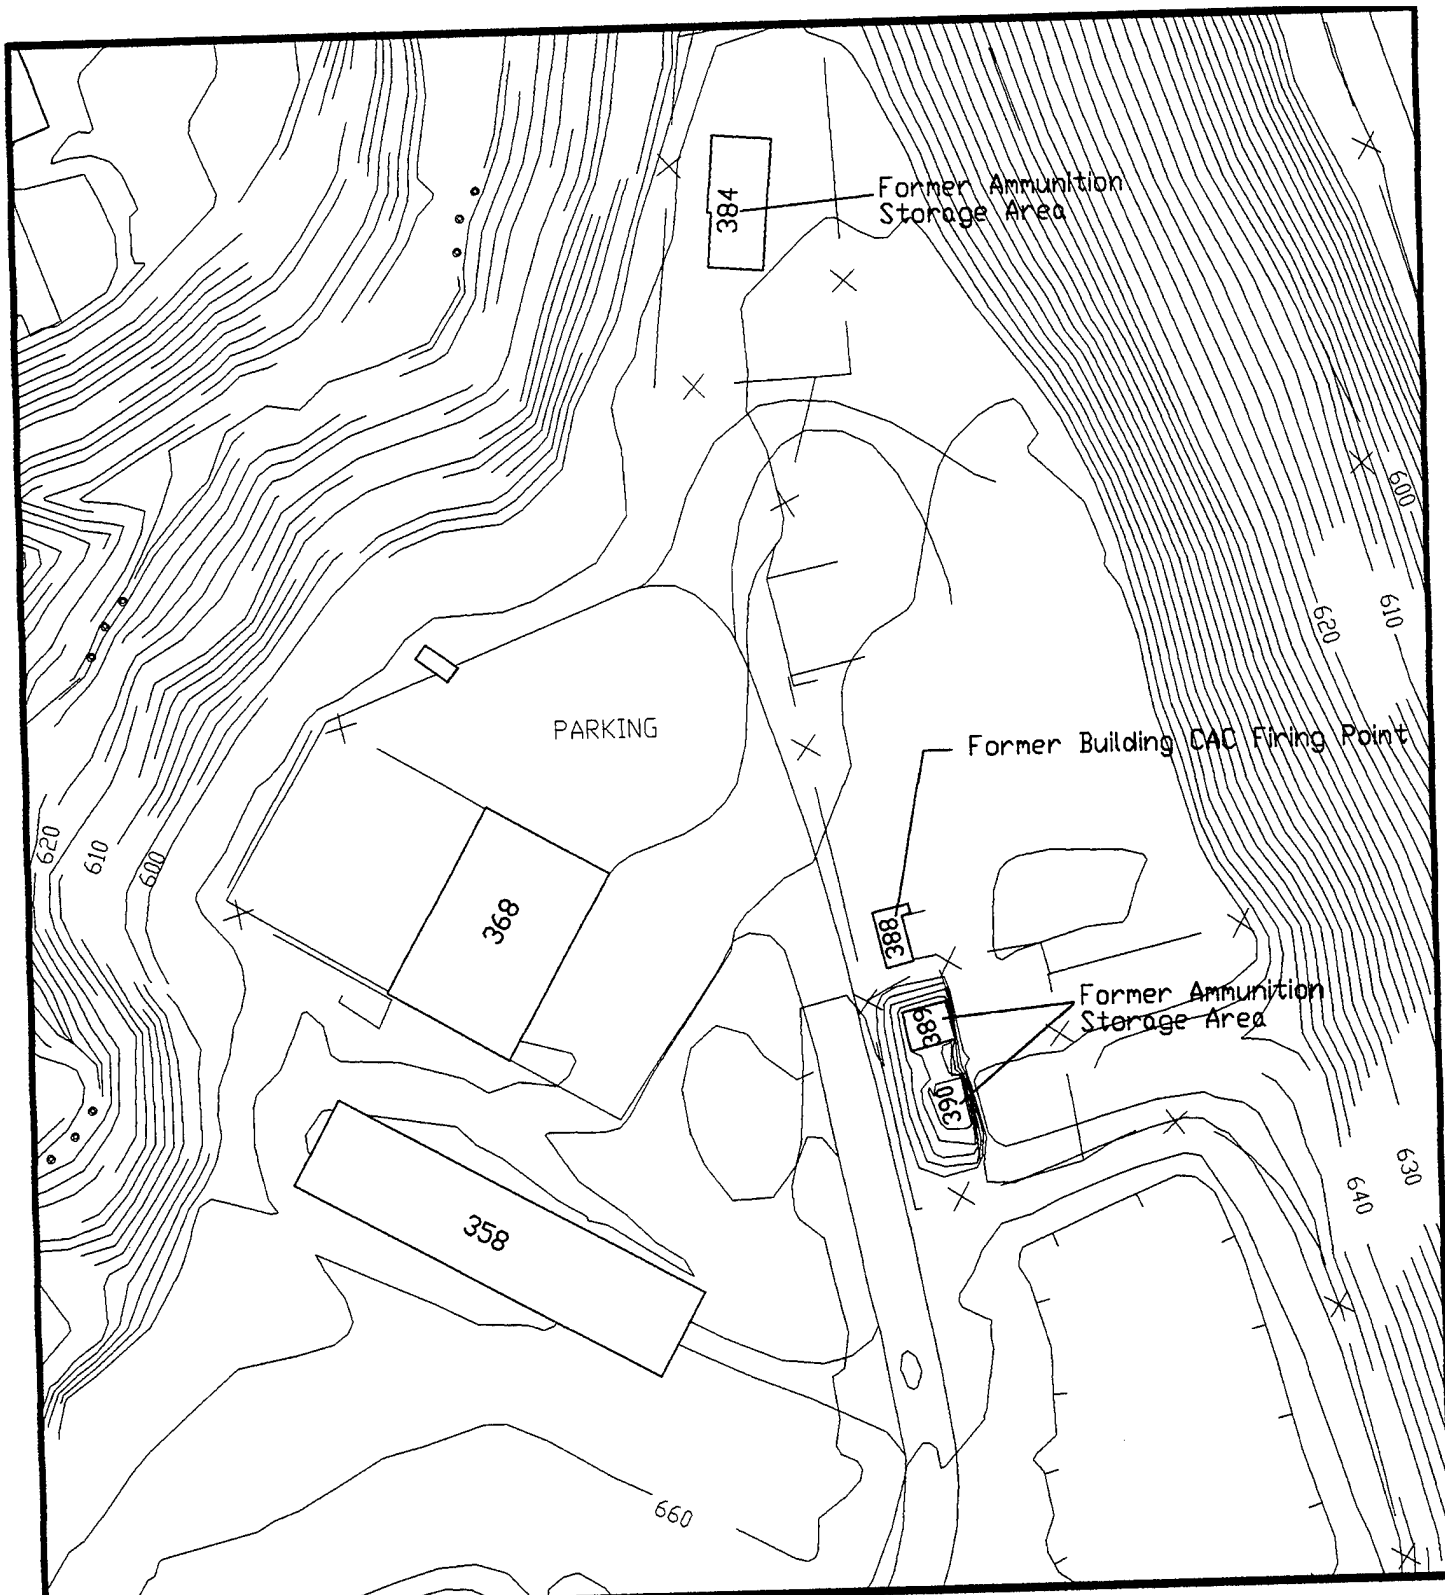 Former Ammunition
Storage Area
384
600
620
610
PARKING
Former Building CAC Firing Point
620
610
600
368
388
Former Ammunition
Storage Area
389
390
630
640
358
660